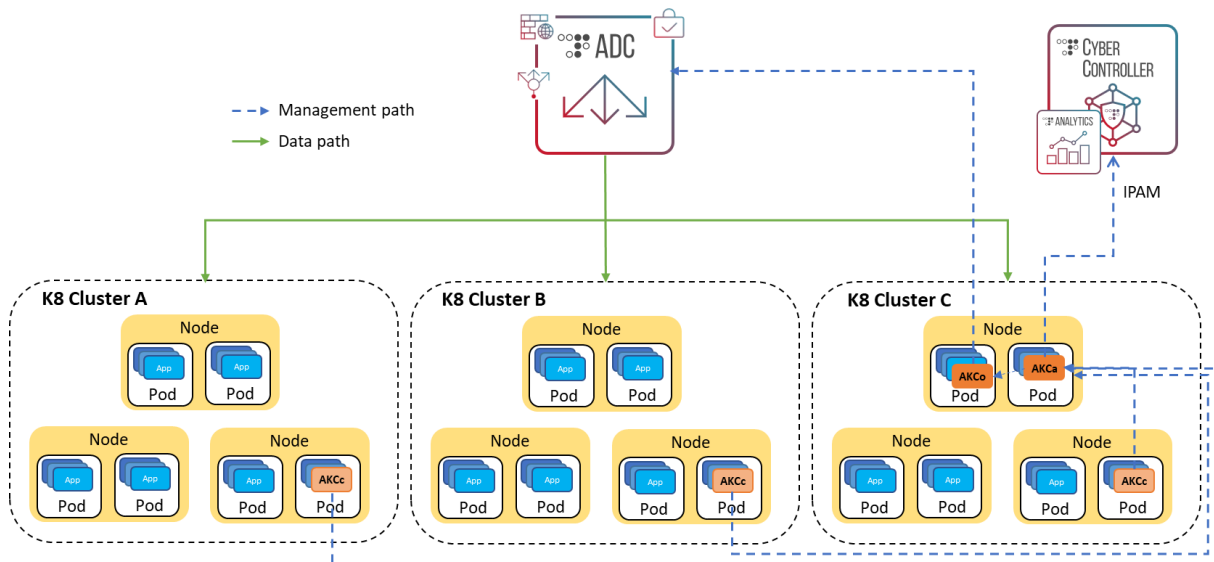 ADC
CYBER
CONTROLLER
ANALYTICS
Management path
Data path
IPAM
K8 Cluster A
Node
App
App
Pod
Pod
Node
App
App
Pod
Pod
Node
App
AKCc
Pod
Pod
K8 Cluster B
Node
App
App
Pod
Pod
Node
App
App
Pod
Pod
Node
App
AKCc
Pod
Pod
K8 Cluster C
Node
AKCo
AKCa
Pod
Pod
Node
App
App
Pod
Pod
Node
App
AKCc
Pod
Pod